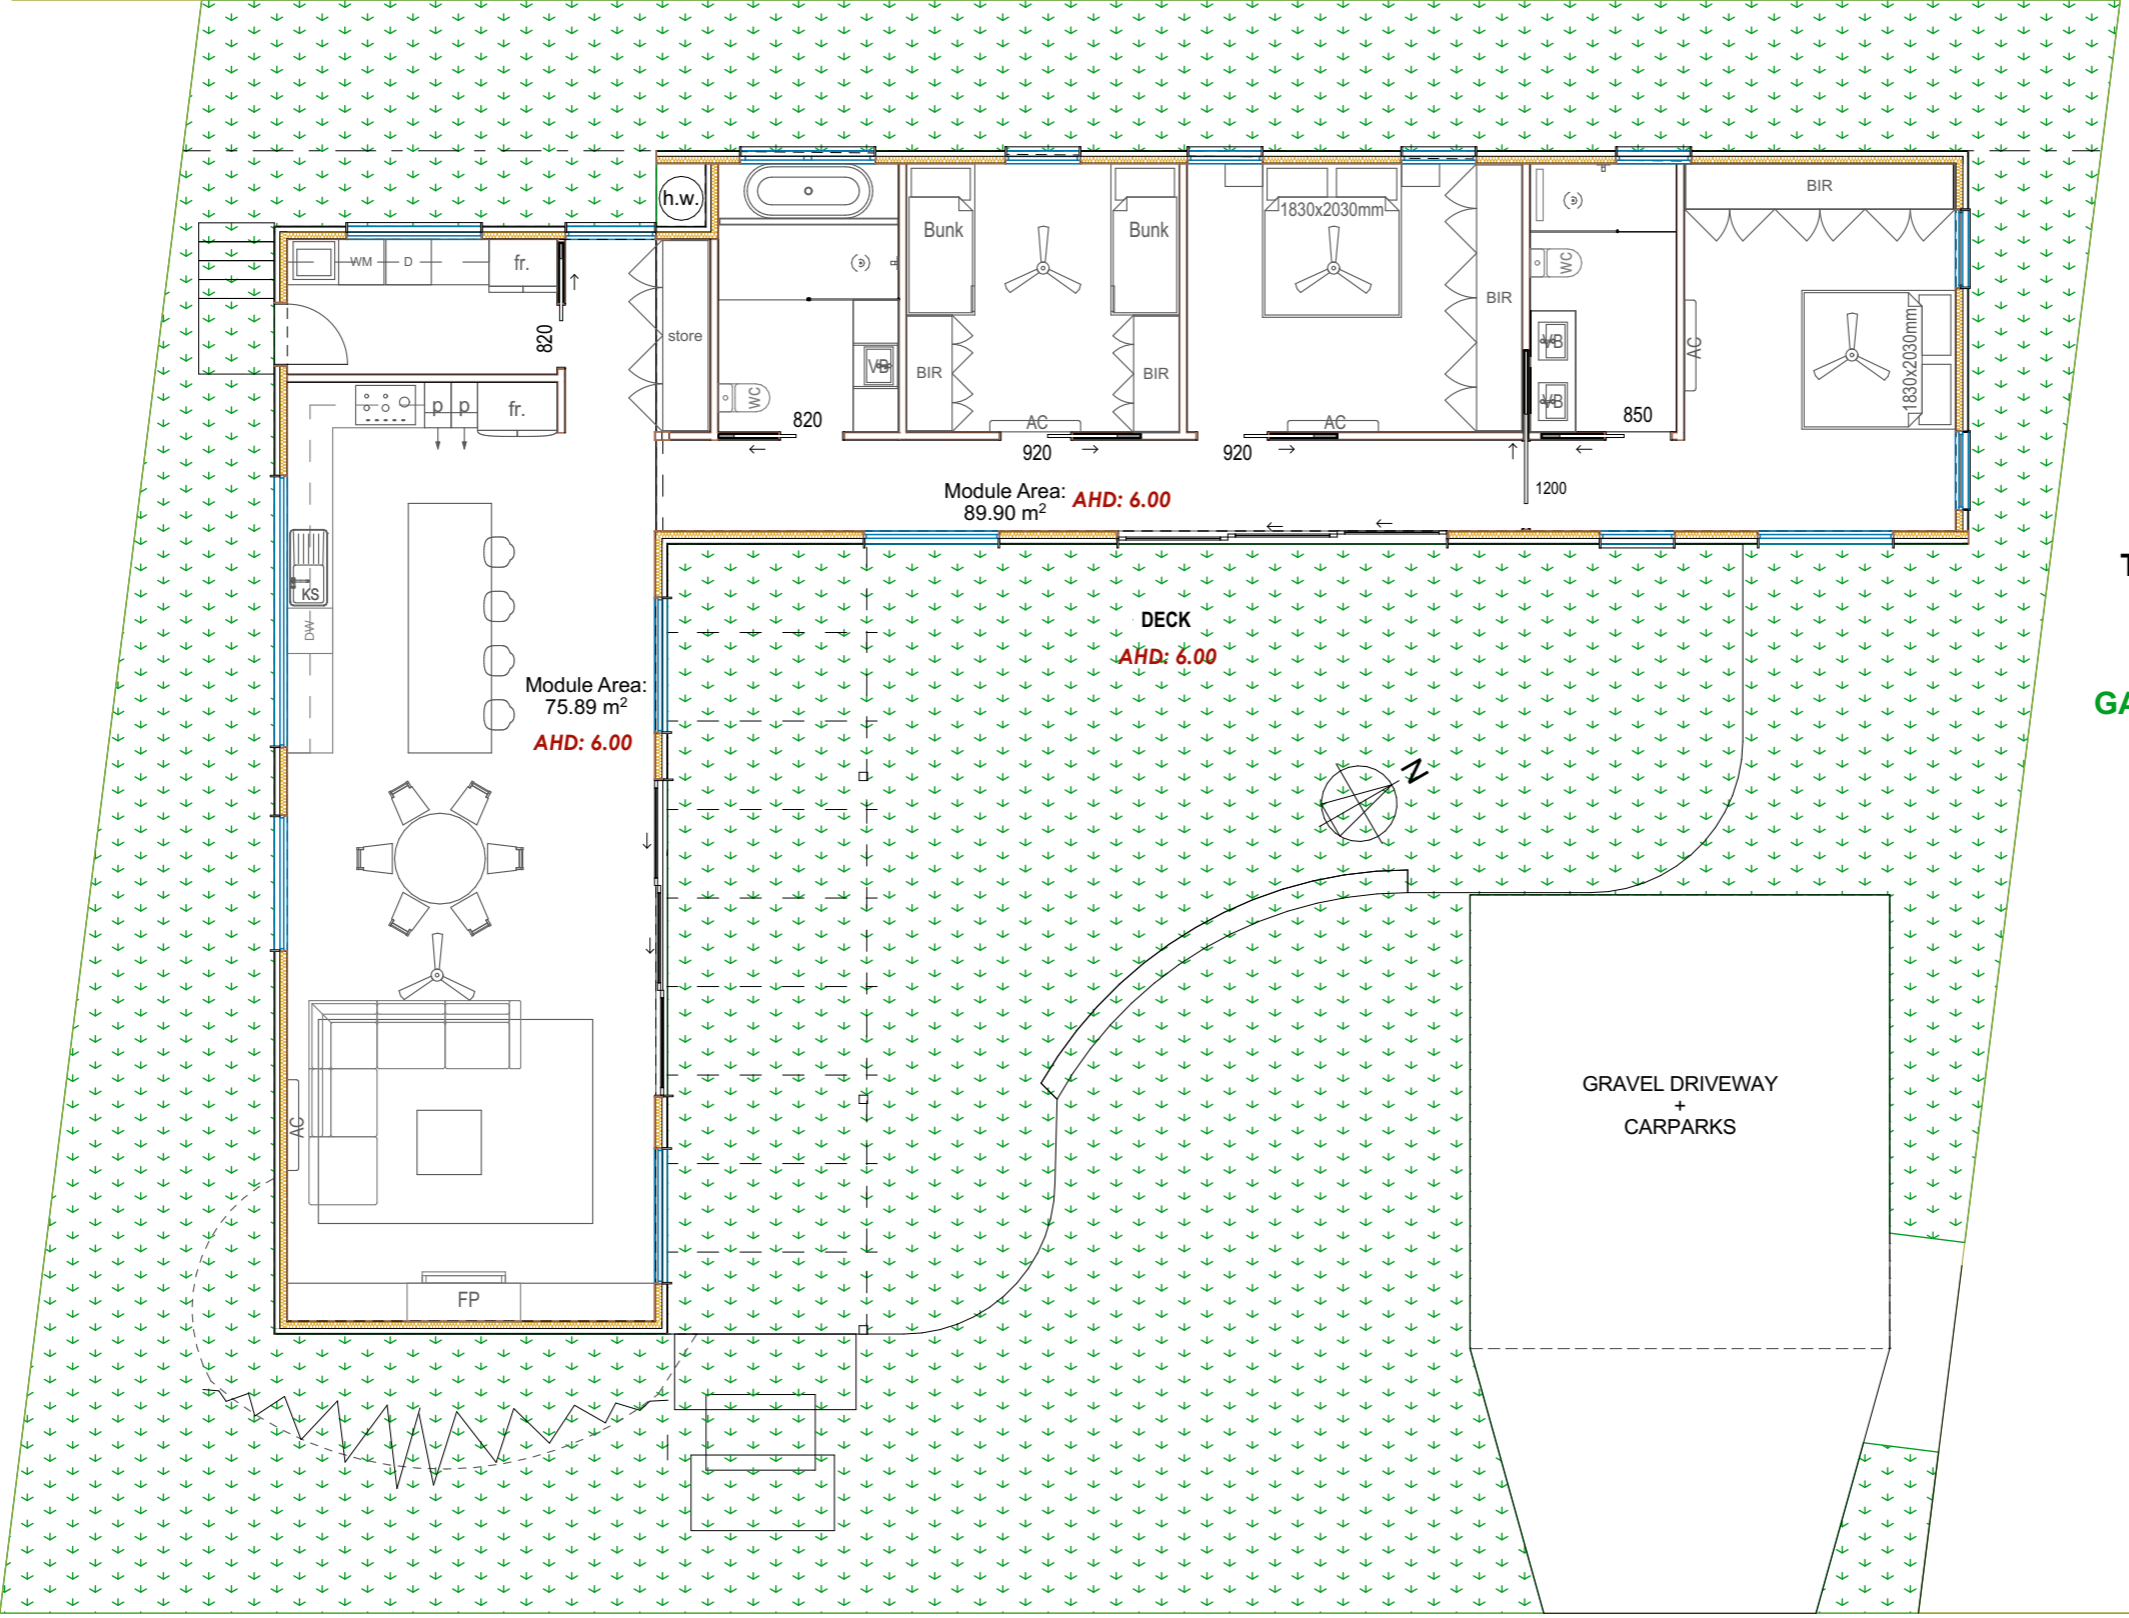 h.w.
BIR
Bunk
Bunk
1830x2030mm
WM
D
fr.
WC
BIR
820
store
VB
AC
1830x2030mm
VB
BIR
BIR
WC
VB
p
p
fr.
820
AC
AC
850
920
920
1200
Module Area:
89.90 m²
AHD: 6.00
KS
DW
T
DECK
AHD: 6.00
Module Area:
75.89 m²
AHD: 6.00
GA
N
GRAVEL DRIVEWAY
+
CARPARKS
AC
FP